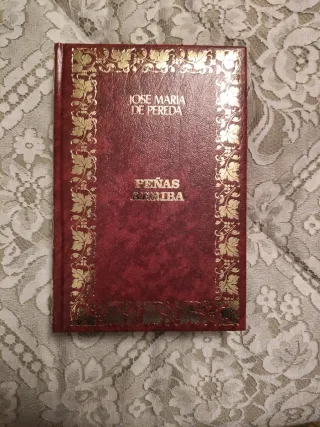 JOSE MARIA
DE PEREDA
PEÑAS
ARRIBA